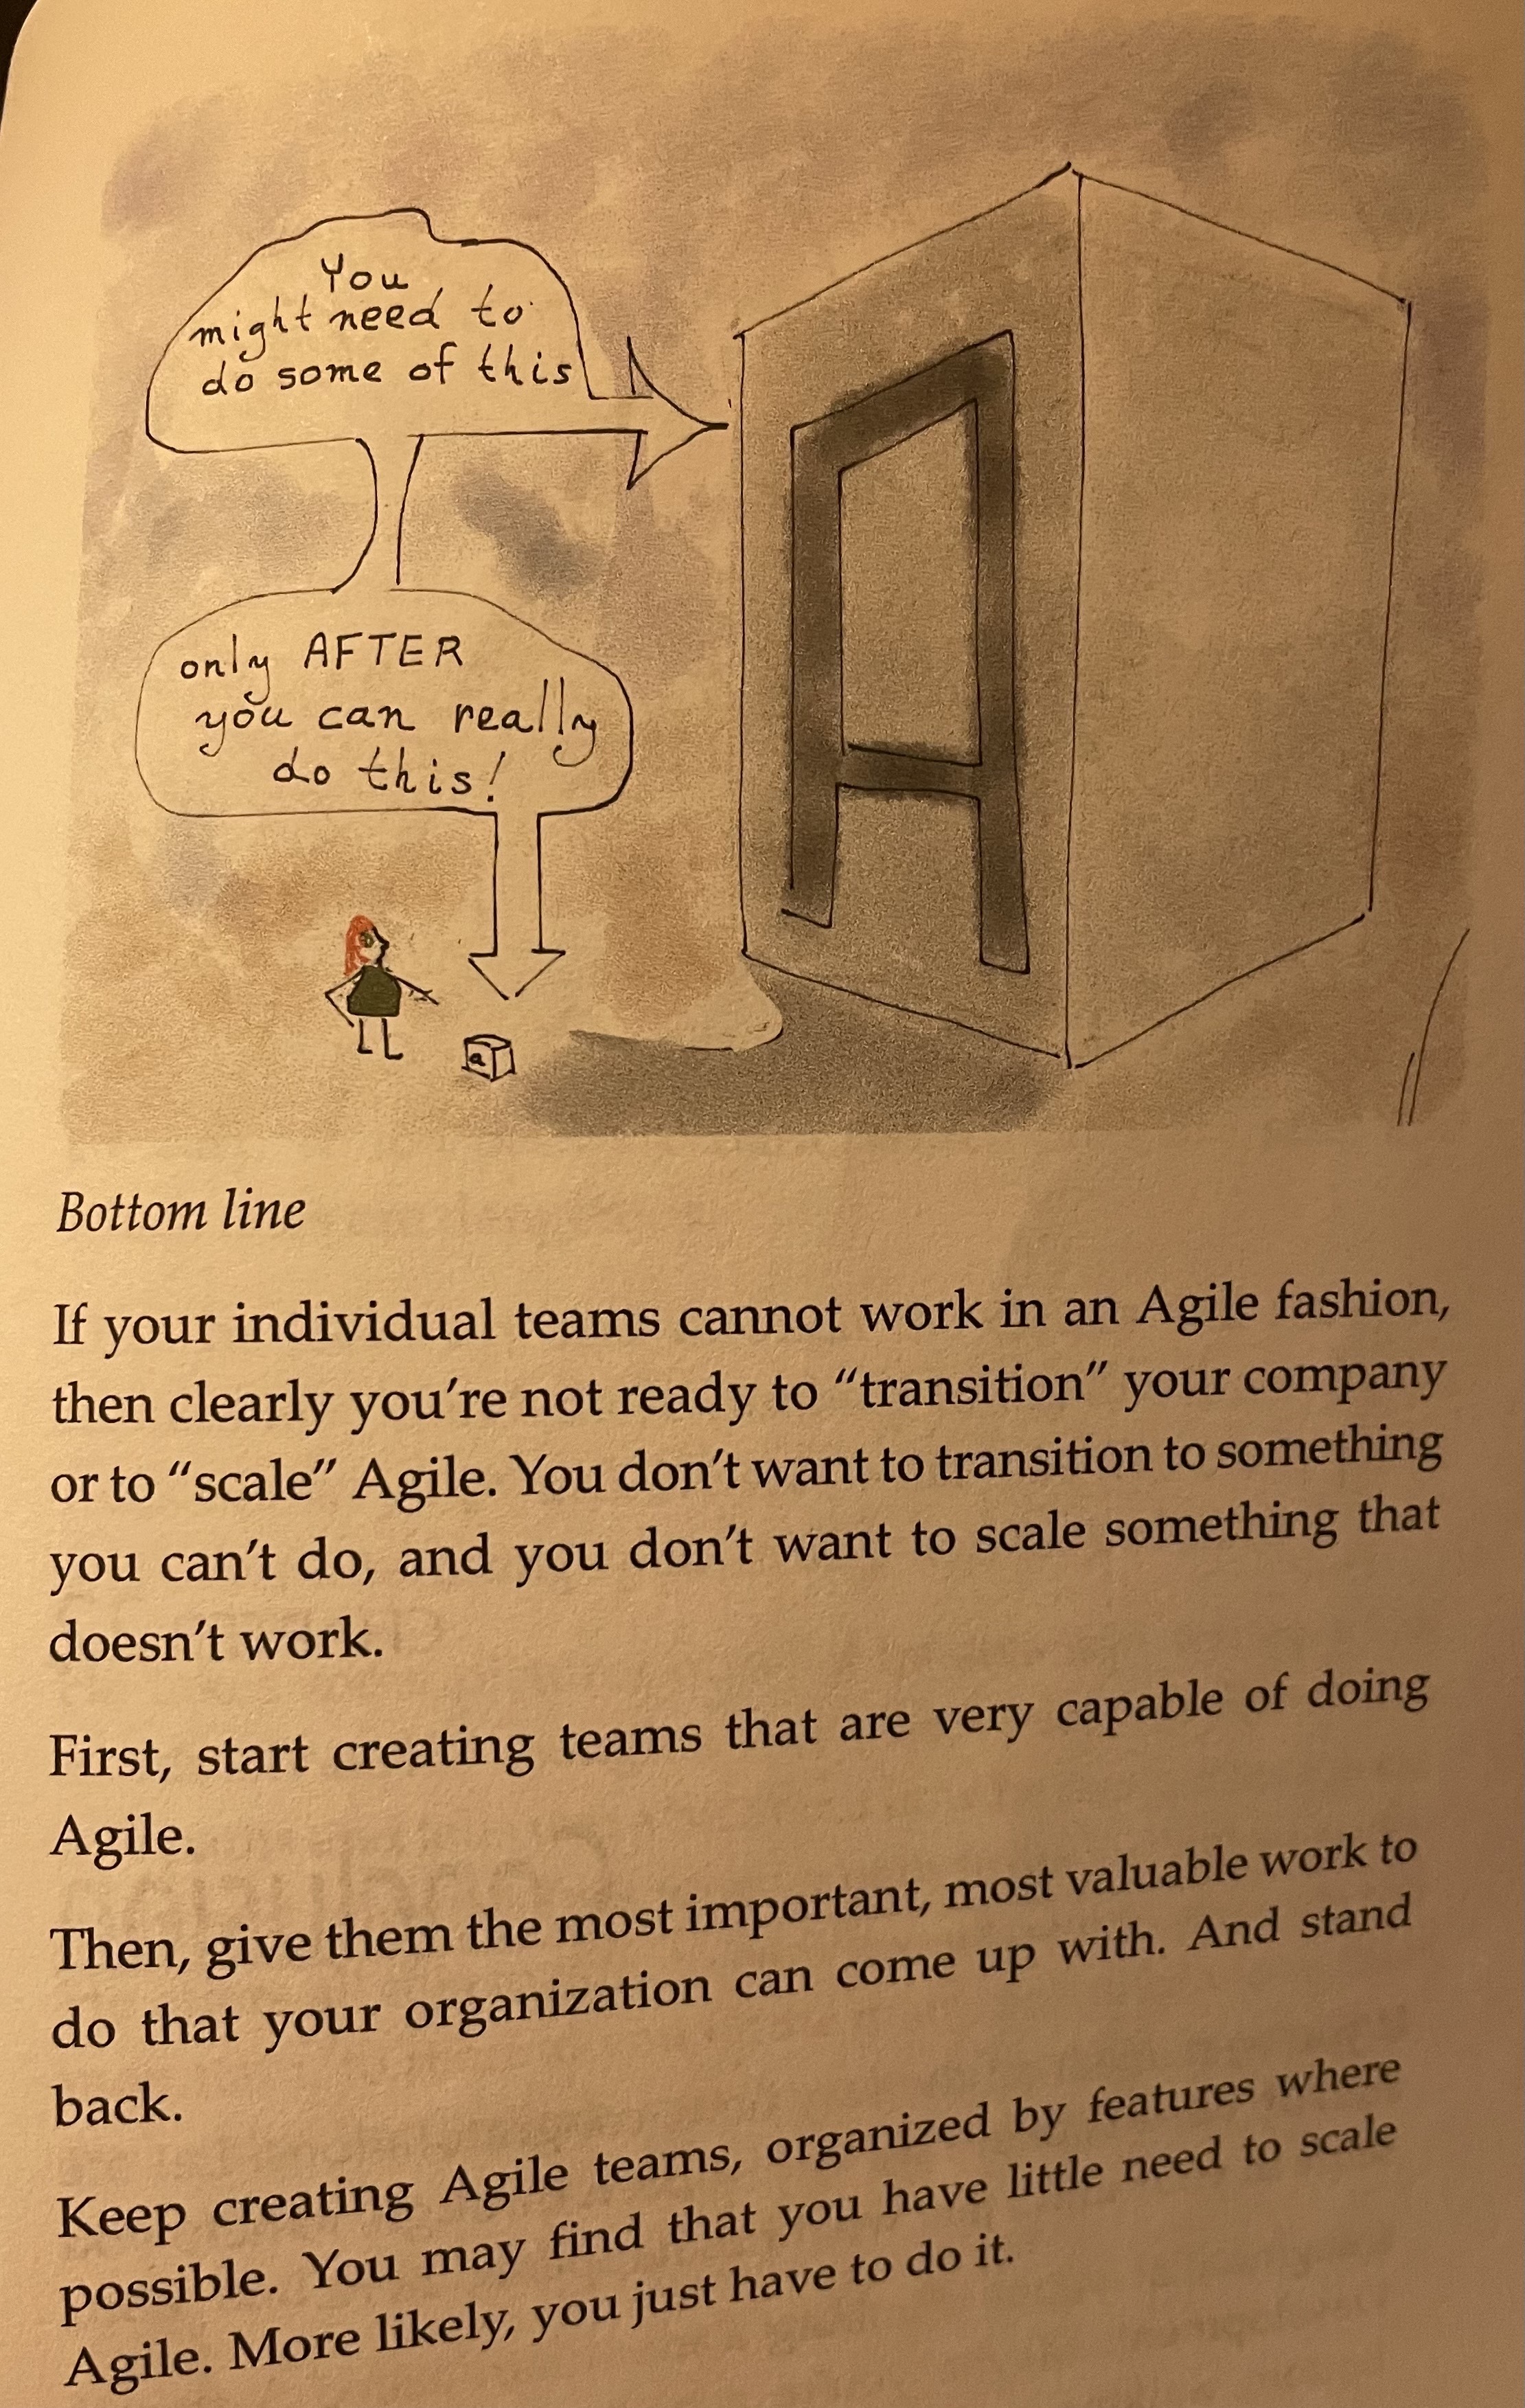 You
might need to
do some of this
only AFTER
you can really
do this!
A
a
Bottom line
If your individual teams cannot work in an Agile fashion,
then clearly you’re not ready to “transition” your company
or to “scale” Agile. You don’t want to transition to something
you can’t do, and you don’t want to scale something that
doesn’t work.
First, start creating teams that are very capable of doing
Agile.
Then, give them the most important, most valuable work to
do that your organization can come up with. And stand
back.
Keep creating Agile teams, organized by features where
possible. You may find that you have little need to scale
Agile. More likely, you just have to do it.